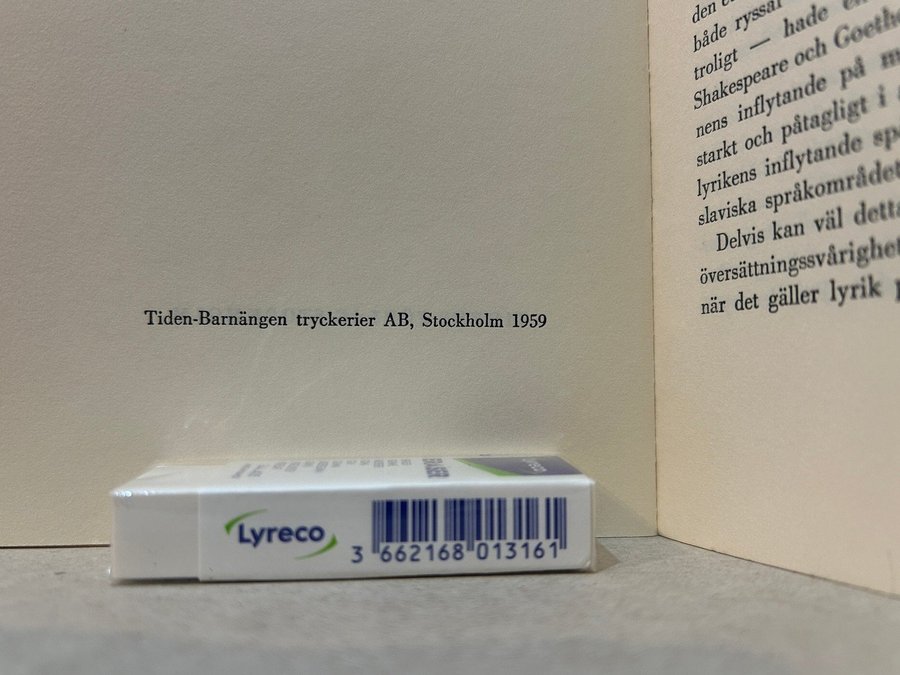 Tiden-Barnängen tryckerier AB, Stockholm 1959
både ryssar
troligt — hade
Shakespeare och Goethe
nens inflytande på
starkt och påtagligt i
lyrikens inflytande
slaviska språkområdet
Delvis kan väl detta
översättningssvårighet
när det gäller lyrik
ERASER
Lyreco
3 662168 013161